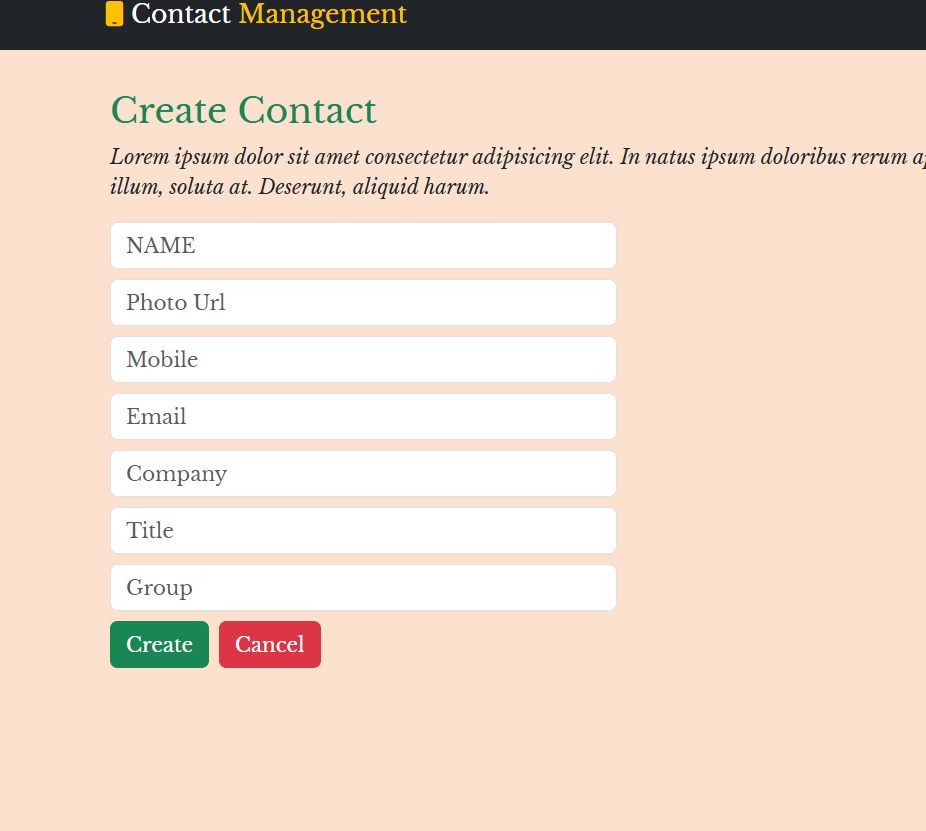 Contact Management
Create Contact
Lorem ipsum dolor sit amet consectetur adipisicing elit. In natus ipsum doloribus rerum
illum, soluta at. Deserunt, aliquid harum.
NAME
Photo Url
Mobile
Email
Company
Title
Group
Create Cancel